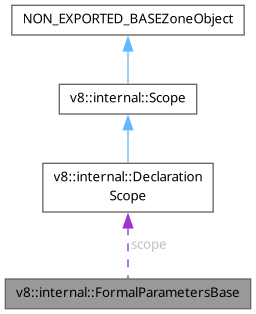 NON_EXPORTED_BASEZoneObject
v8::internal::Scope
v8::internal::Declaration
Scope
scope
v8::internal::FormalParametersBase